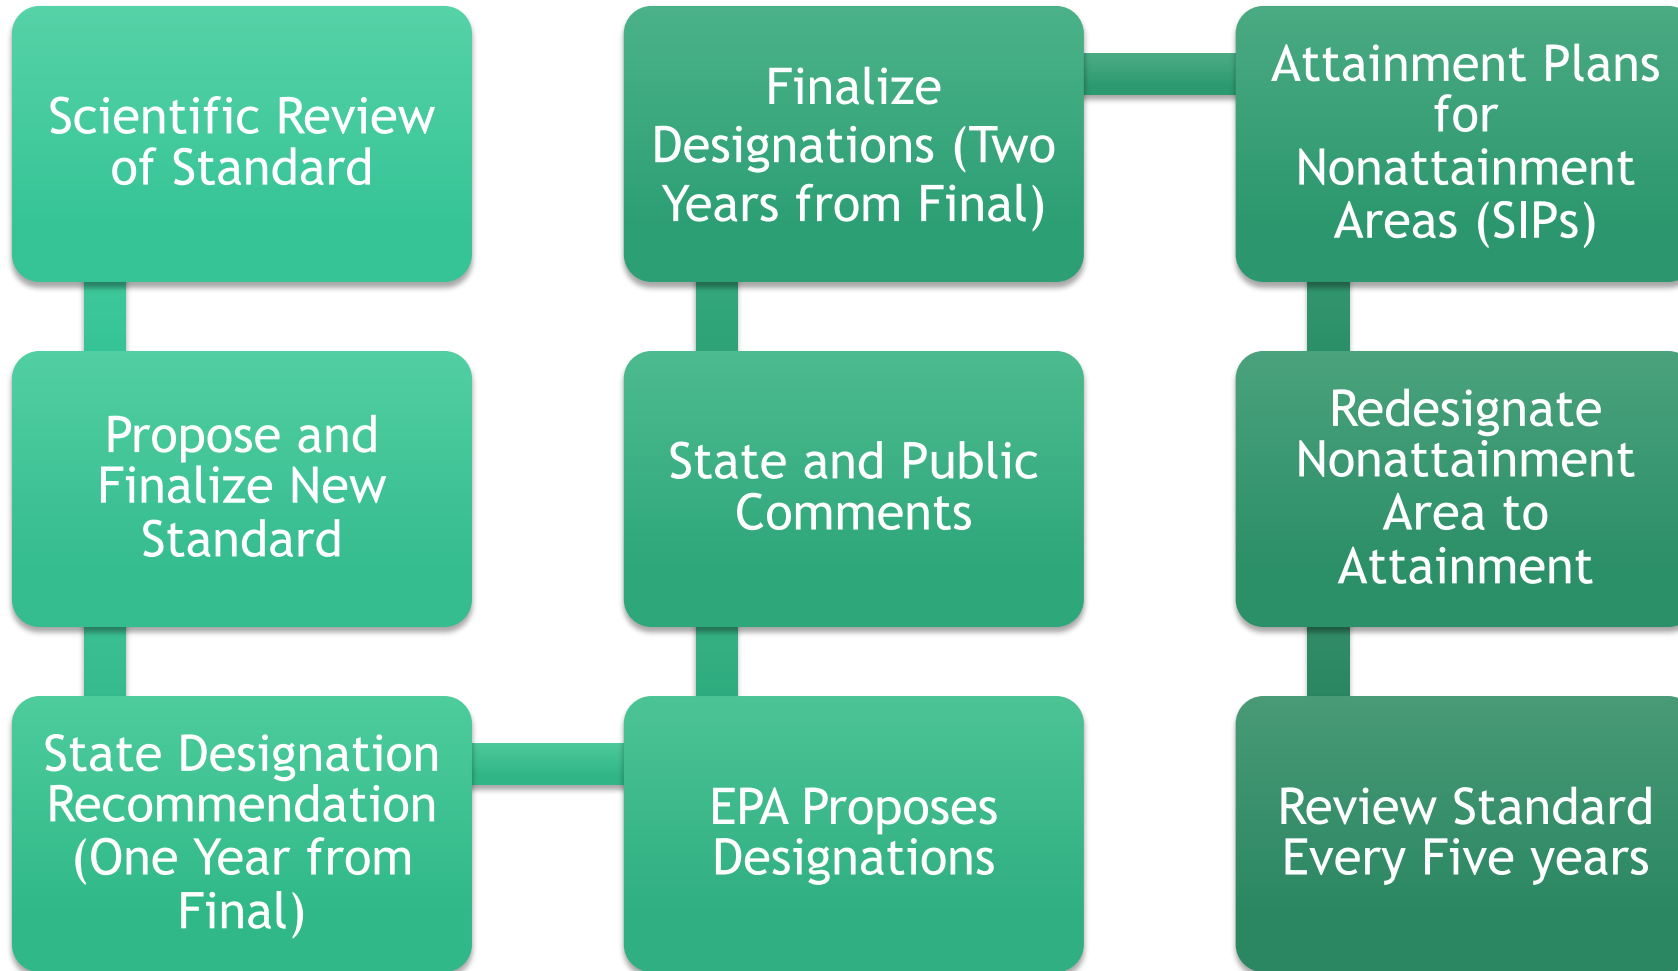 Scientific Review
of Standard
Propose and
Finalize New
Standard
State Designation
Recommendation
(One Year from
Final)
EPA Proposes
Designations
State and Public
Comments
Finalize
Designations (Two
Years from Final)
Attainment Plans
for
Nonattainment
Areas (SIPs)
Redesignate
Nonattainment
Area to
Attainment
Review Standard
Every Five years